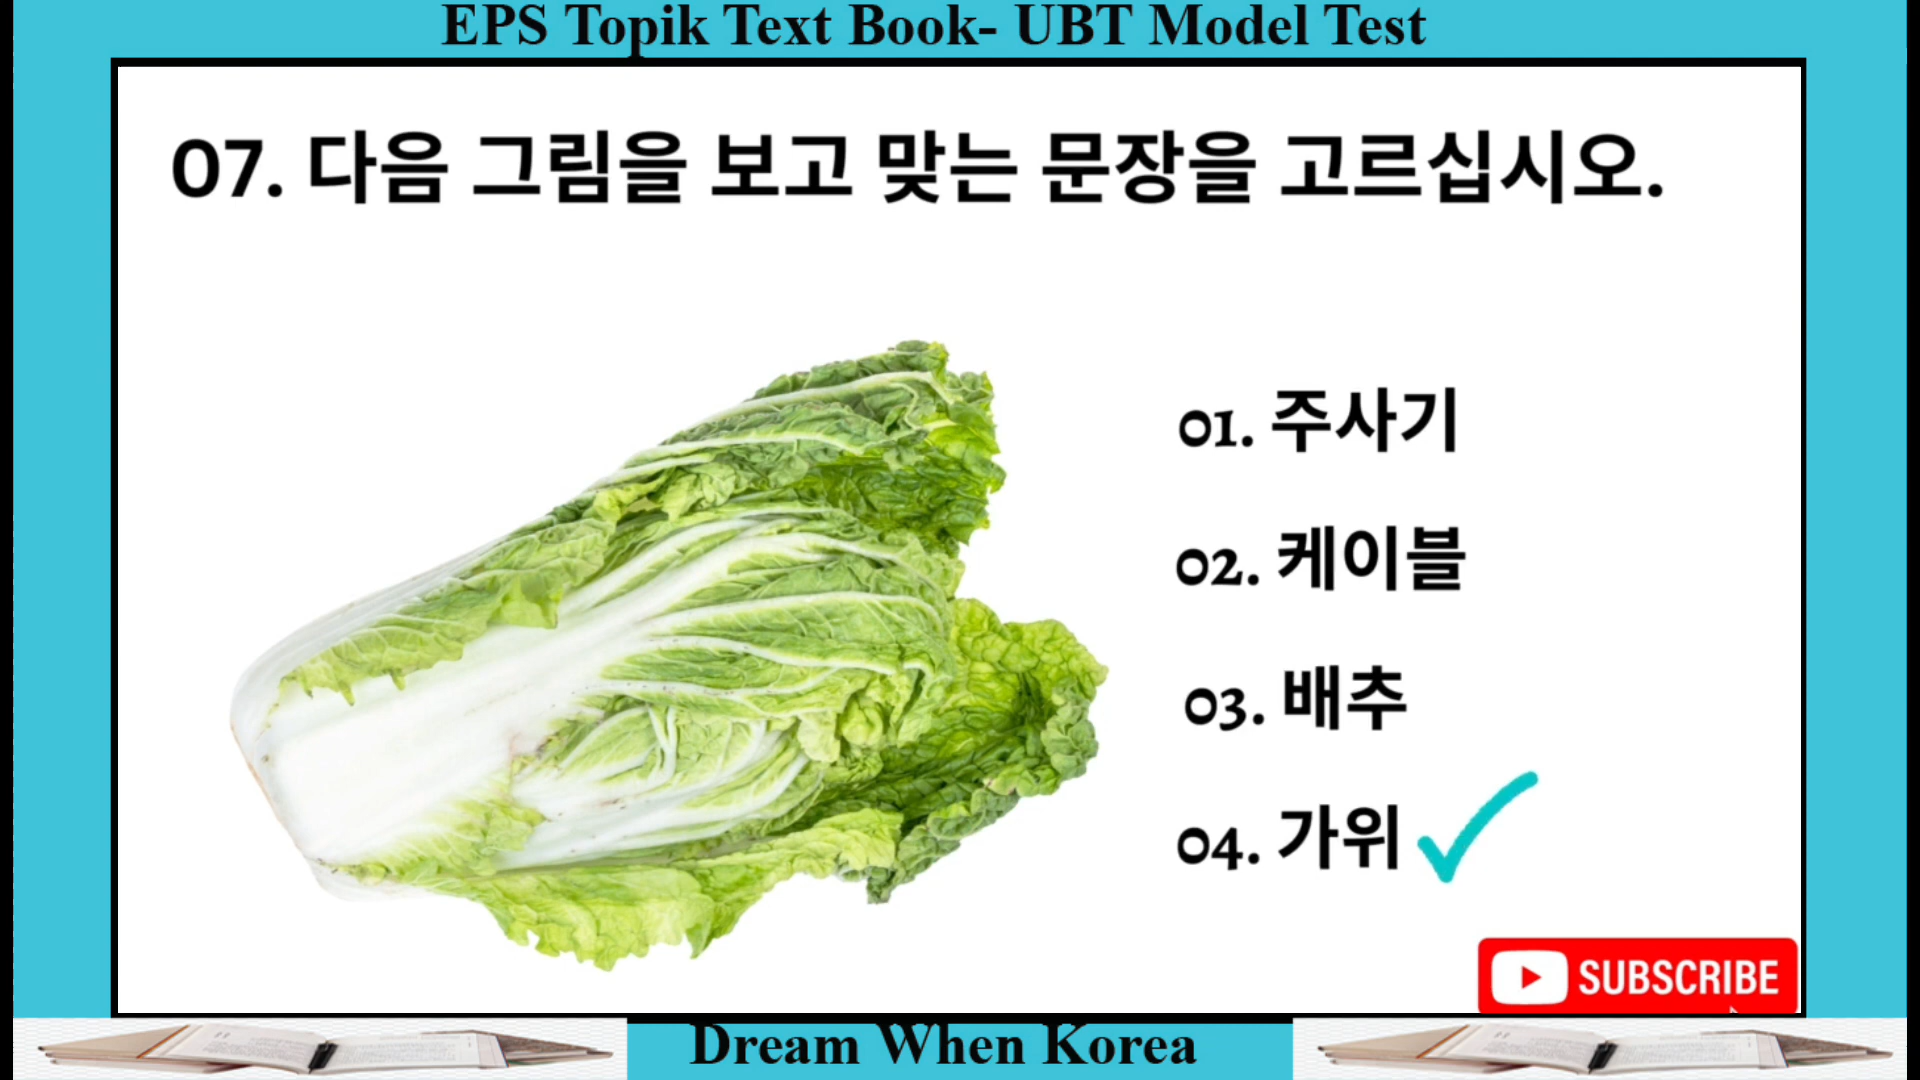 EPS Topik Text Book- UBT Model Test
07. 다음 그림을 보고 맞는 문장을 고르십시오.
01. 주사기
02. 케이블
03. 배추
04. 가위
SUBSCRIBE
Dream When Korea